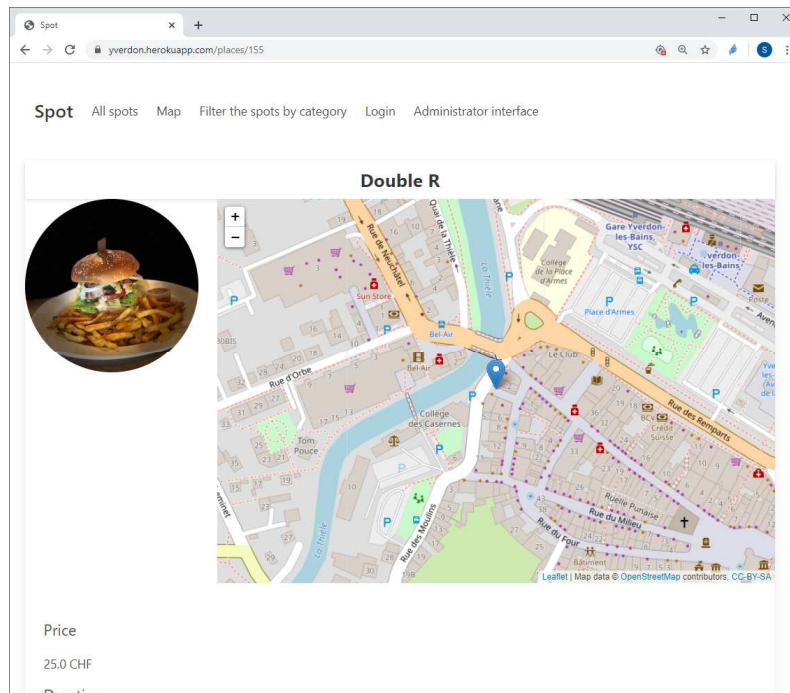 Spot
yverdon.herokuapp.com/places/155
S
Spot All spots Map Filter the spots by category Login Administrator interface
Double R
+
−
Rue de Neuchâtel
Quai de la Thièle
La Thièle
Gare Yverdon-
les-Bains,
YSC
Collège
de la Place
d'Armes
Sun Store
Poste
Place d'Armes
Bel-Air
Le Club
Bel-Air
Rue d'Orbe
Collège
des Casernes
BCV
Crédit
Suisse
Rue des Remparts
Tom
Pouce
Ruelle Punaise
Rue du Milieu
La Thièle
Rue des Moulins
Rue du Four
Bâtiment
Leaflet | Map data © OpenStreetMap contributors, CC-BY-SA
Price
25.0 CHF